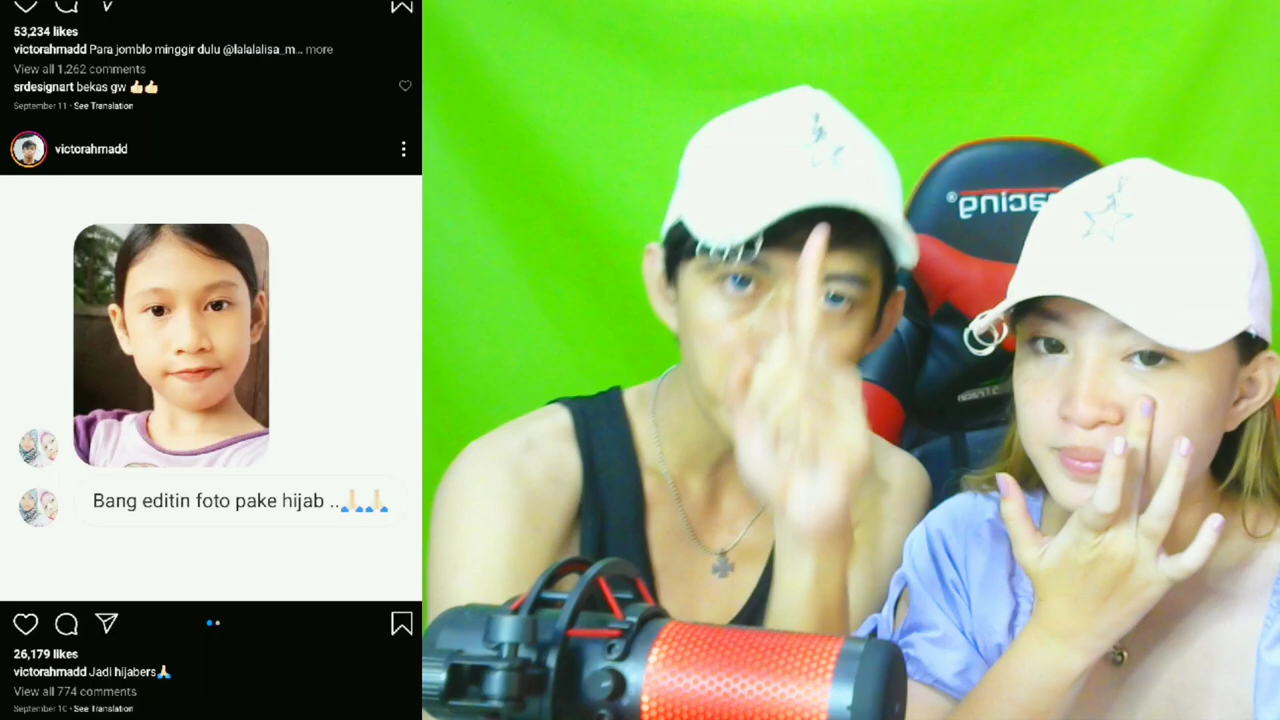 53,234 likes
victorahmadd Para jomblo minggir dulu @lalalalisa_m... more
View all 1,262 comments
srdesignart bekas gw 👍🏻👍🏻
September 11 · See Translation
victorahmadd
Bang editin foto pake hijab ..🙏🏻🙏🏻
26,179 likes
victorahmadd Jadi hijabers🙏🏻
View all 774 comments
September 10 · See Translation
racing®